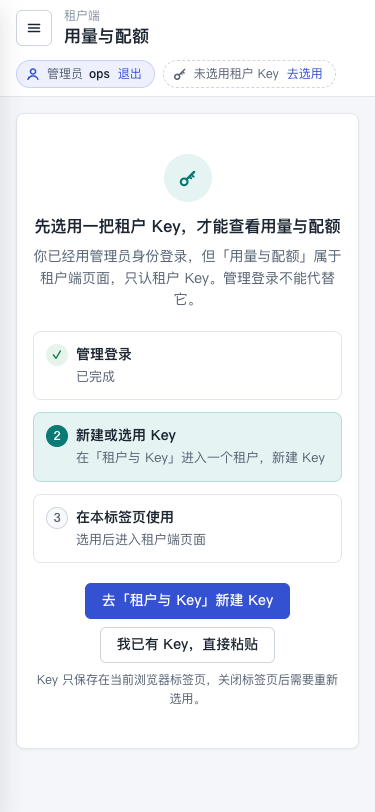 租户端
用量与配额
管理员 ops 退出
未选用租户 Key 去选用
先选用一把租户 Key，才能查看用量与配额
你已经用管理员身份登录，但「用量与配额」属于
租户端页面，只认租户 Key。管理登录不能代替
它。
管理登录
已完成
2 新建或选用 Key
在「租户与 Key」进入一个租户，新建 Key
3 在本标签页使用
选用后进入租户端页面
去「租户与 Key」新建 Key
我已有 Key，直接粘贴
Key 只保存在当前浏览器标签页，关闭标签页后需要重新
选用。